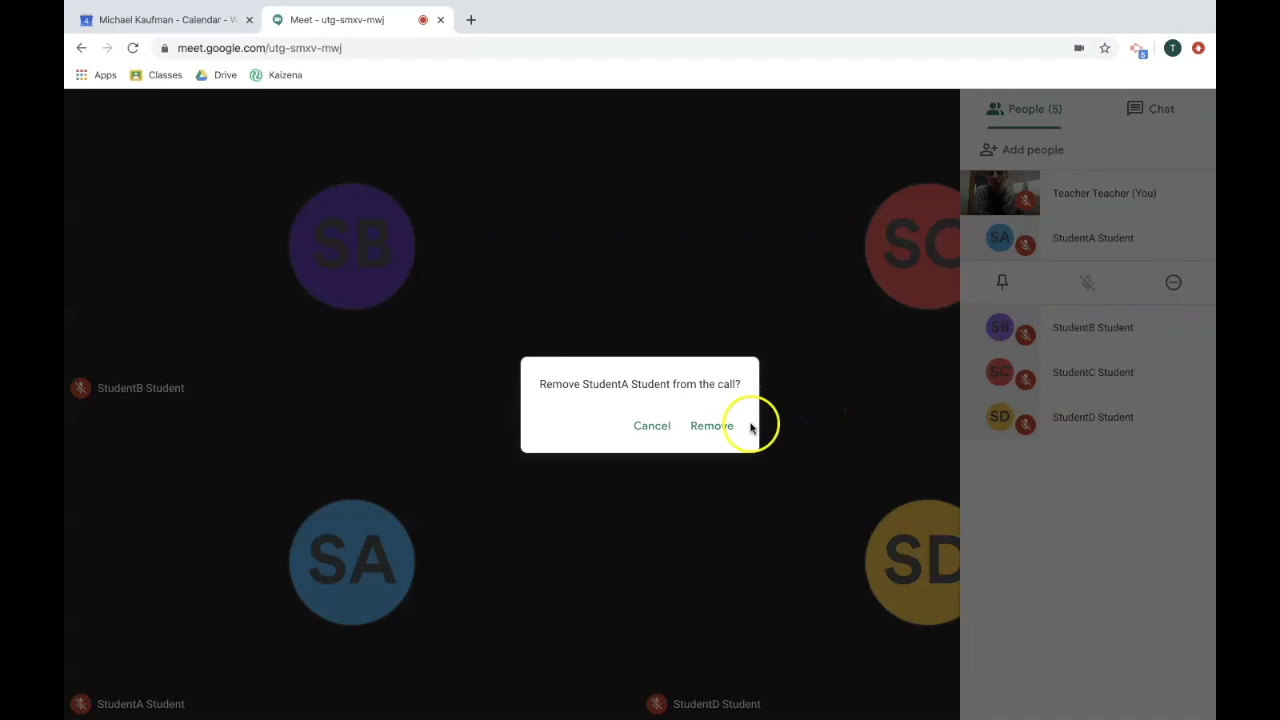 Michael Kaufman - Calendar - W
Meet - utg-smxv-mwj
meet.google.com/utg-smxv-mwj
5
T
Apps
Classes
Drive
Kaizena
People (5)
Chat
Add people
Teacher Teacher (You)
SA
StudentA Student
SB
StudentB Student
SC
StudentC Student
SD
StudentD Student
SB
SC
StudentB Student
Remove StudentA Student from the call?
Cancel
Remove
SA
SD
StudentA Student
StudentD Student